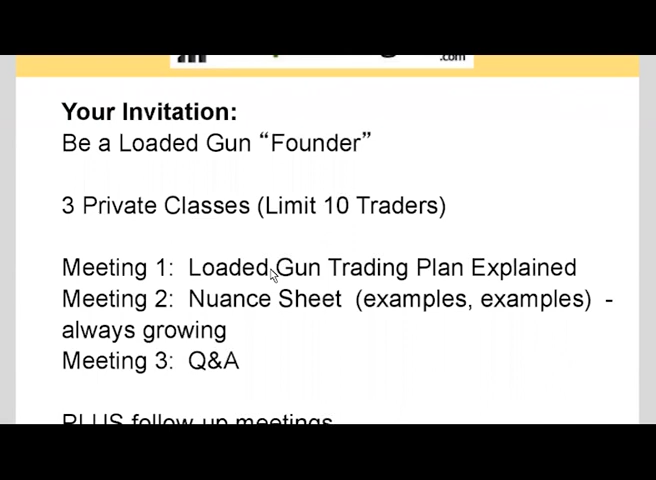 .com
Your Invitation:
Be a Loaded Gun “Founder”
3 Private Classes (Limit 10 Traders)
Meeting 1:  Loaded Gun Trading Plan Explained
Meeting 2:  Nuance Sheet  (examples, examples)  -
always growing
Meeting 3:  Q&A
PLUS follow up meetings